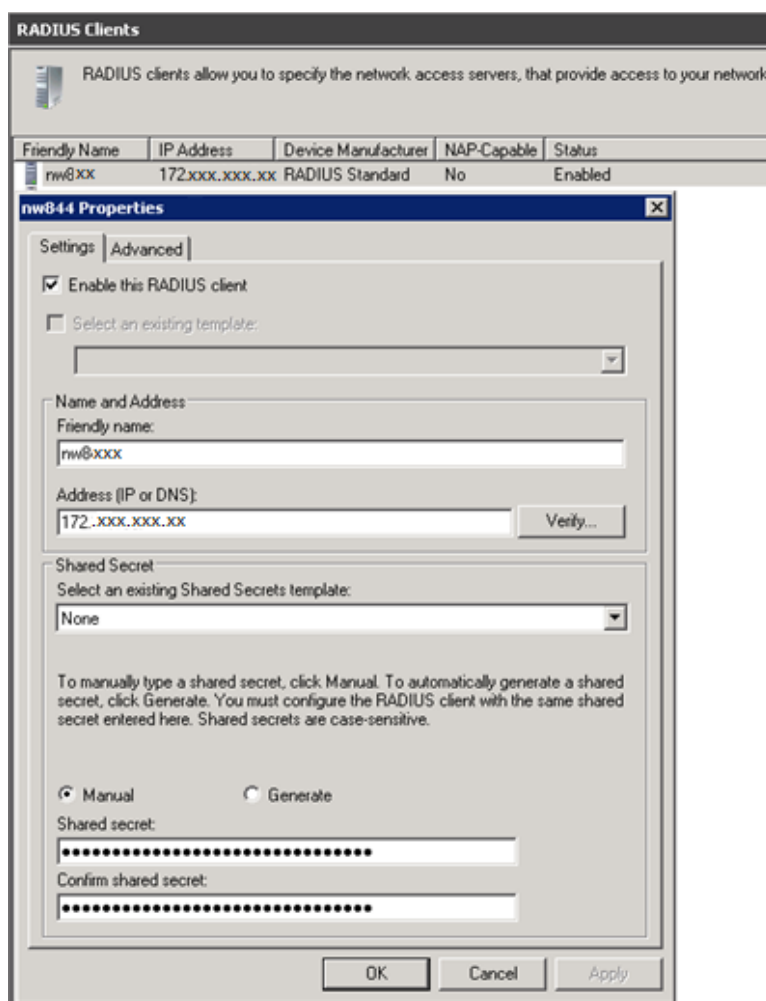 RADIUS Clients
RADIUS clients allow you to specify the network access servers, that provide access to your network
Friendly Name IP Address Device Manufacturer NAP-Capable Status
nw8xx 172.xxx.xxx.xx RADIUS Standard No Enabled
nw844 Properties
Settings Advanced
Enable this RADIUS client
Select an existing template:
Name and Address
Friendly name:
nw8xxx
Address (IP or DNS):
172..xxx.xxx.xx Verify...
Shared Secret
Select an existing Shared Secrets template:
None
To manually type a shared secret, click Manual. To automatically generate a shared
secret, click Generate. You must configure the RADIUS client with the same shared
secret entered here. Shared secrets are case-sensitive.
Manual Generate
Shared secret:
●●●●●●●●●●●●●●●●●●●●●●●●●●●●●●●
Confirm shared secret:
●●●●●●●●●●●●●●●●●●●●●●●●●●●●●●●
OK Cancel Apply